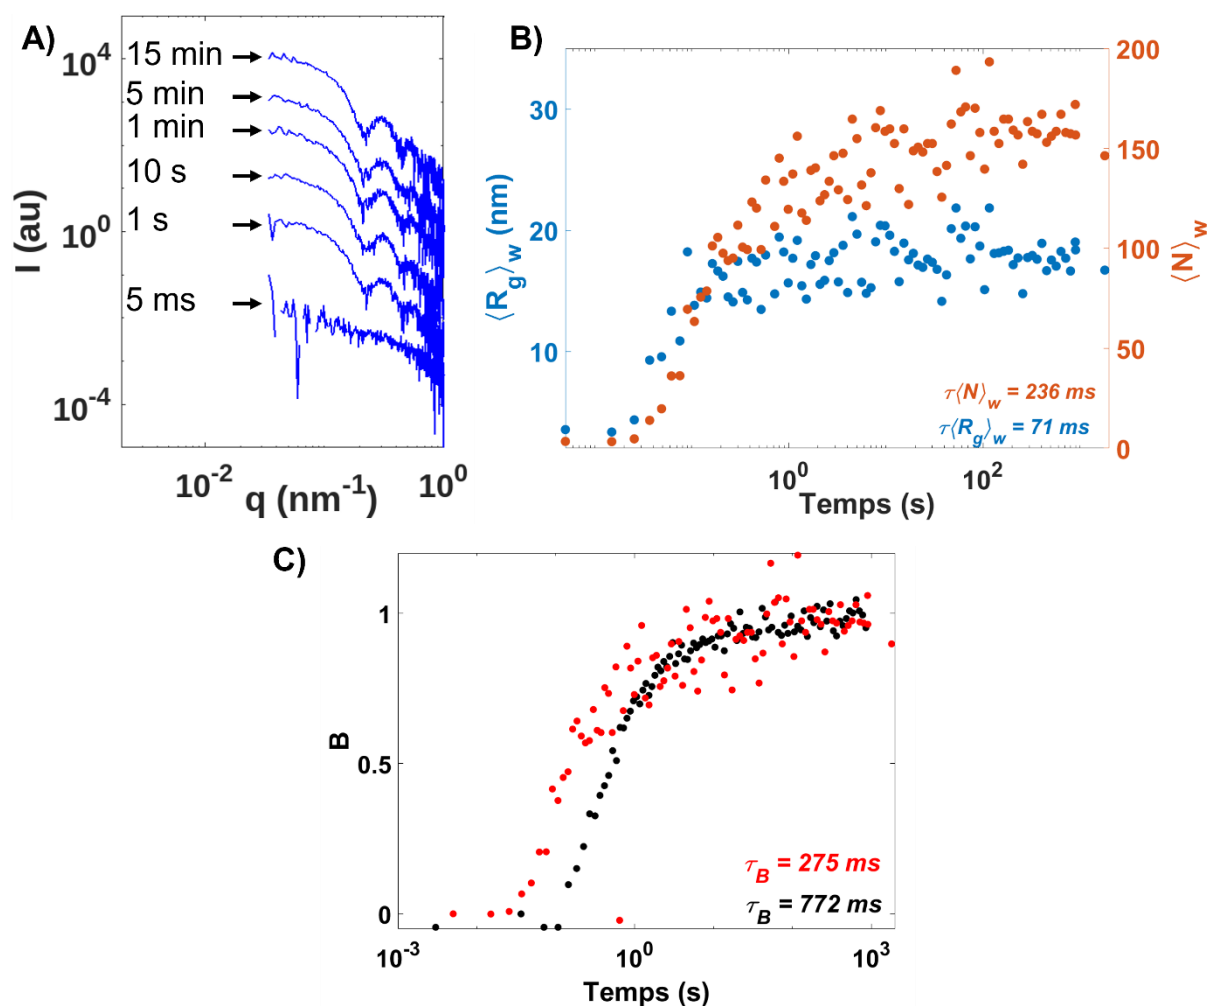 A)
I (au)
10⁴
10⁰
10⁻⁴
15 min
5 min
1 min
10 s
1 s
5 ms
10⁻²
10⁰
q (nm⁻¹)
B)
⟨R_g⟩_w (nm)
30
20
10
200
150
100
50
0
⟨N⟩_w
τ⟨N⟩_w = 236 ms
τ⟨R_g⟩_w = 71 ms
10⁰
10²
Temps (s)
C)
B
1
0.5
0
τ_B = 275 ms
τ_B = 772 ms
10⁻³
10⁰
10³
Temps (s)